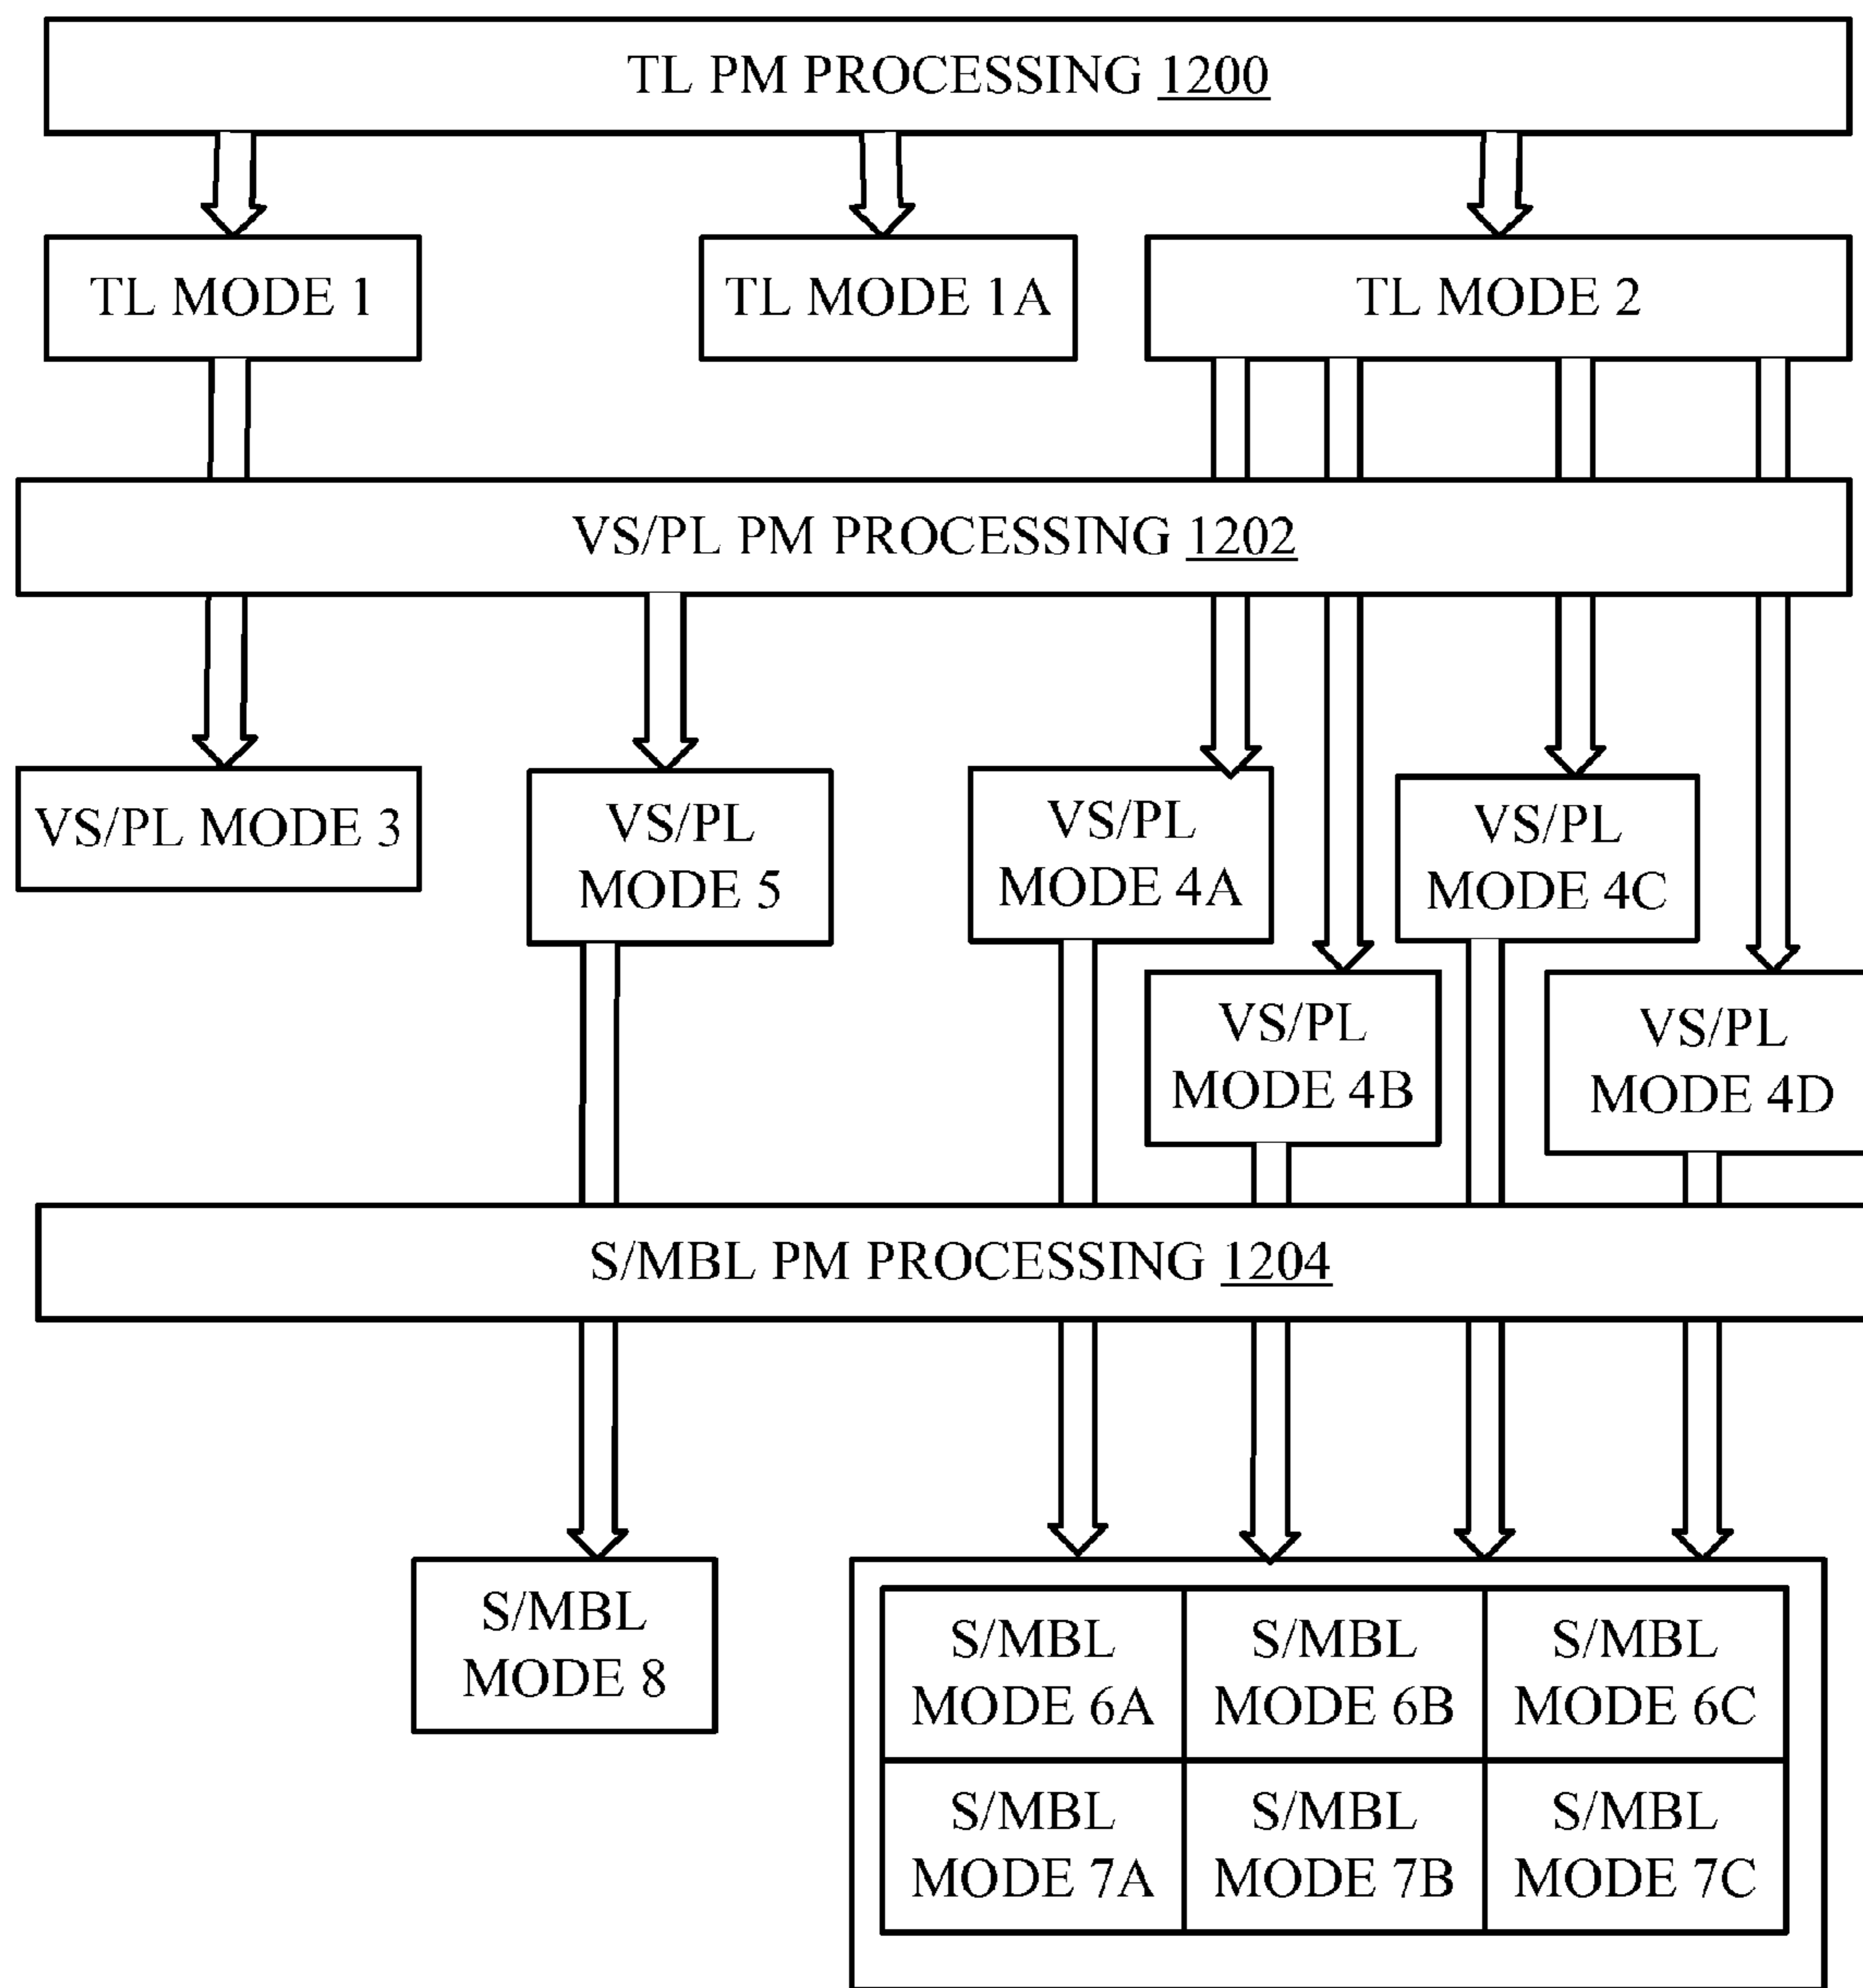 TL PM PROCESSING 1200
TL MODE 1
TL MODE 1A
TL MODE 2
VS/PL PM PROCESSING 1202
VS/PL MODE 3
VS/PL
MODE 5
VS/PL
MODE 4A
VS/PL
MODE 4C
VS/PL
MODE 4B
VS/PL
MODE 4D
S/MBL PM PROCESSING 1204
S/MBL
MODE 8
S/MBL
MODE 6A
S/MBL
MODE 6B
S/MBL
MODE 6C
S/MBL
MODE 7A
S/MBL
MODE 7B
S/MBL
MODE 7C